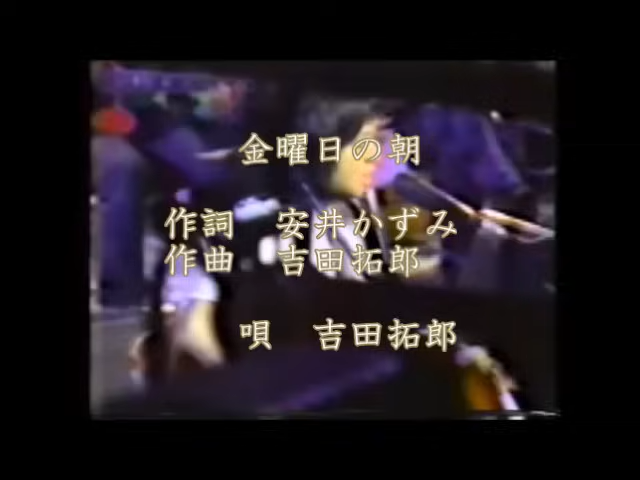 金曜日の朝
作詞 安井かずみ
作曲 吉田拓郎
唄 吉田拓郎